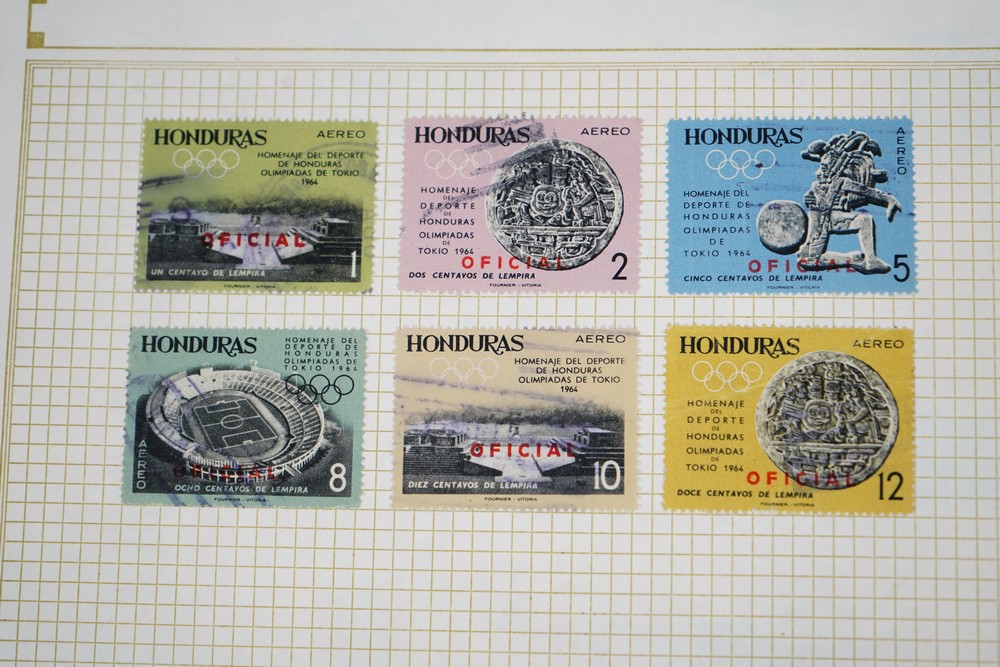 HONDURAS AEREO
HOMENAJE DEL DEPORTE
DE HONDURAS
OLIMPIADAS DE TOKIO
1964
OFICIAL
UN CENTAVO DE LEMPIRA 1
FOURNIER - VITORIA
HONDURAS AEREO
HOMENAJE
DEL
DEPORTE
DE
HONDURAS
OLIMPIADAS
DE
TOKIO 1964
OFICIAL
DOS CENTAVOS DE LEMPIRA 2
FOURNIER - VITORIA
HONDURAS AEREO
HOMENAJE DEL
DEPORTE DE
HONDURAS
OLIMPIADAS
DE
TOKIO 1964
OFICIAL
CINCO CENTAVOS DE LEMPIRA 5
FOURNIER - VITORIA
HONDURAS
HOMENAJE DEL
DEPORTE DE
HONDURAS
OLIMPIADAS DE
TOKIO 1964
AEREO
OFICIAL
OCHO CENTAVOS DE LEMPIRA 8
FOURNIER - VITORIA
HONDURAS AEREO
HOMENAJE DEL DEPORTE
DE HONDURAS
OLIMPIADAS DE TOKIO
1964
OFICIAL
DIEZ CENTAVOS DE LEMPIRA 10
FOURNIER - VITORIA
HONDURAS AEREO
HOMENAJE
DEL
DEPORTE
DE
HONDURAS
OLIMPIADAS
DE
TOKIO 1964
OFICIAL
DOCE CENTAVOS DE LEMPIRA 12
FOURNIER - VITORIA